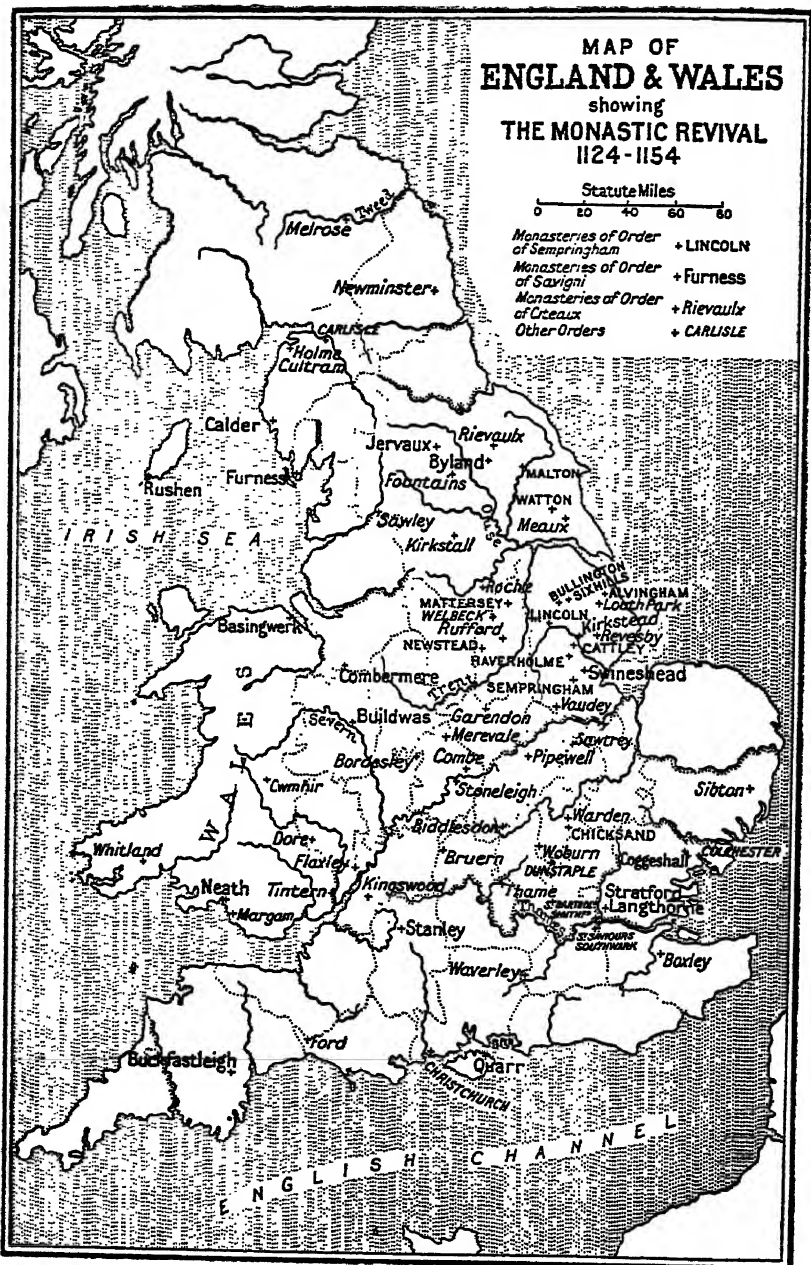 MAP OF
ENGLAND & WALES
showing
THE MONASTIC REVIVAL
1124-1154
Statute Miles
0 20 40 60 80
Monasteries of Order
of Sempringham +LINCOLN
Monasteries of Order
of Savigni +Furness
Monasteries of Order
of Citeaux +Rievaulx
Other Orders + CARLISLE
Tweed
Melrose
Newminster+
CARLISLE
+Holme
Cultram
Calder
Rievaulx
Jervaux+
Byland+
Furness
Fountains
+Rushen
MALTON
WATTON
Meaux
Ouse
IRISH SEA
Sawley
Kirkstall
Roche
BULLINGTON
SIXHILLS
ALVINGHAM
+Louth Park
MATTERSEY+
WELBECK+
LINCOLN
Kirkstead
Basingwerk
Rufford
+Revesby
NEWSTEAD+
CATTLEY
HAVERHOLME
Combermere
Swineshead
Trent
SEMPRINGHAM
+Vaudey
WALES
Severn
+Buildwas
Garendon
+Merevale
Sawtrey
Bordesley
Combe
+Pipewell
+Cwmhir
Stoneleigh
Sibton+
Biddlesdon
+Warden
CHICKSAND
Whitland
Dore+
Flaxley
+Bruern
+Woburn
Coggeshall
COLCHESTER
DUNSTAPLE
Neath
Tintern
Kingswood
Thame
Stratford
+Langthorne
+Margam
Thames
+Stanley
ST SAVIOURS
SOUTHWARK
Waverley
Boxley
Ford
Buckfastleigh
Quarr
CHRISTCHURCH
ENGLISH CHANNEL